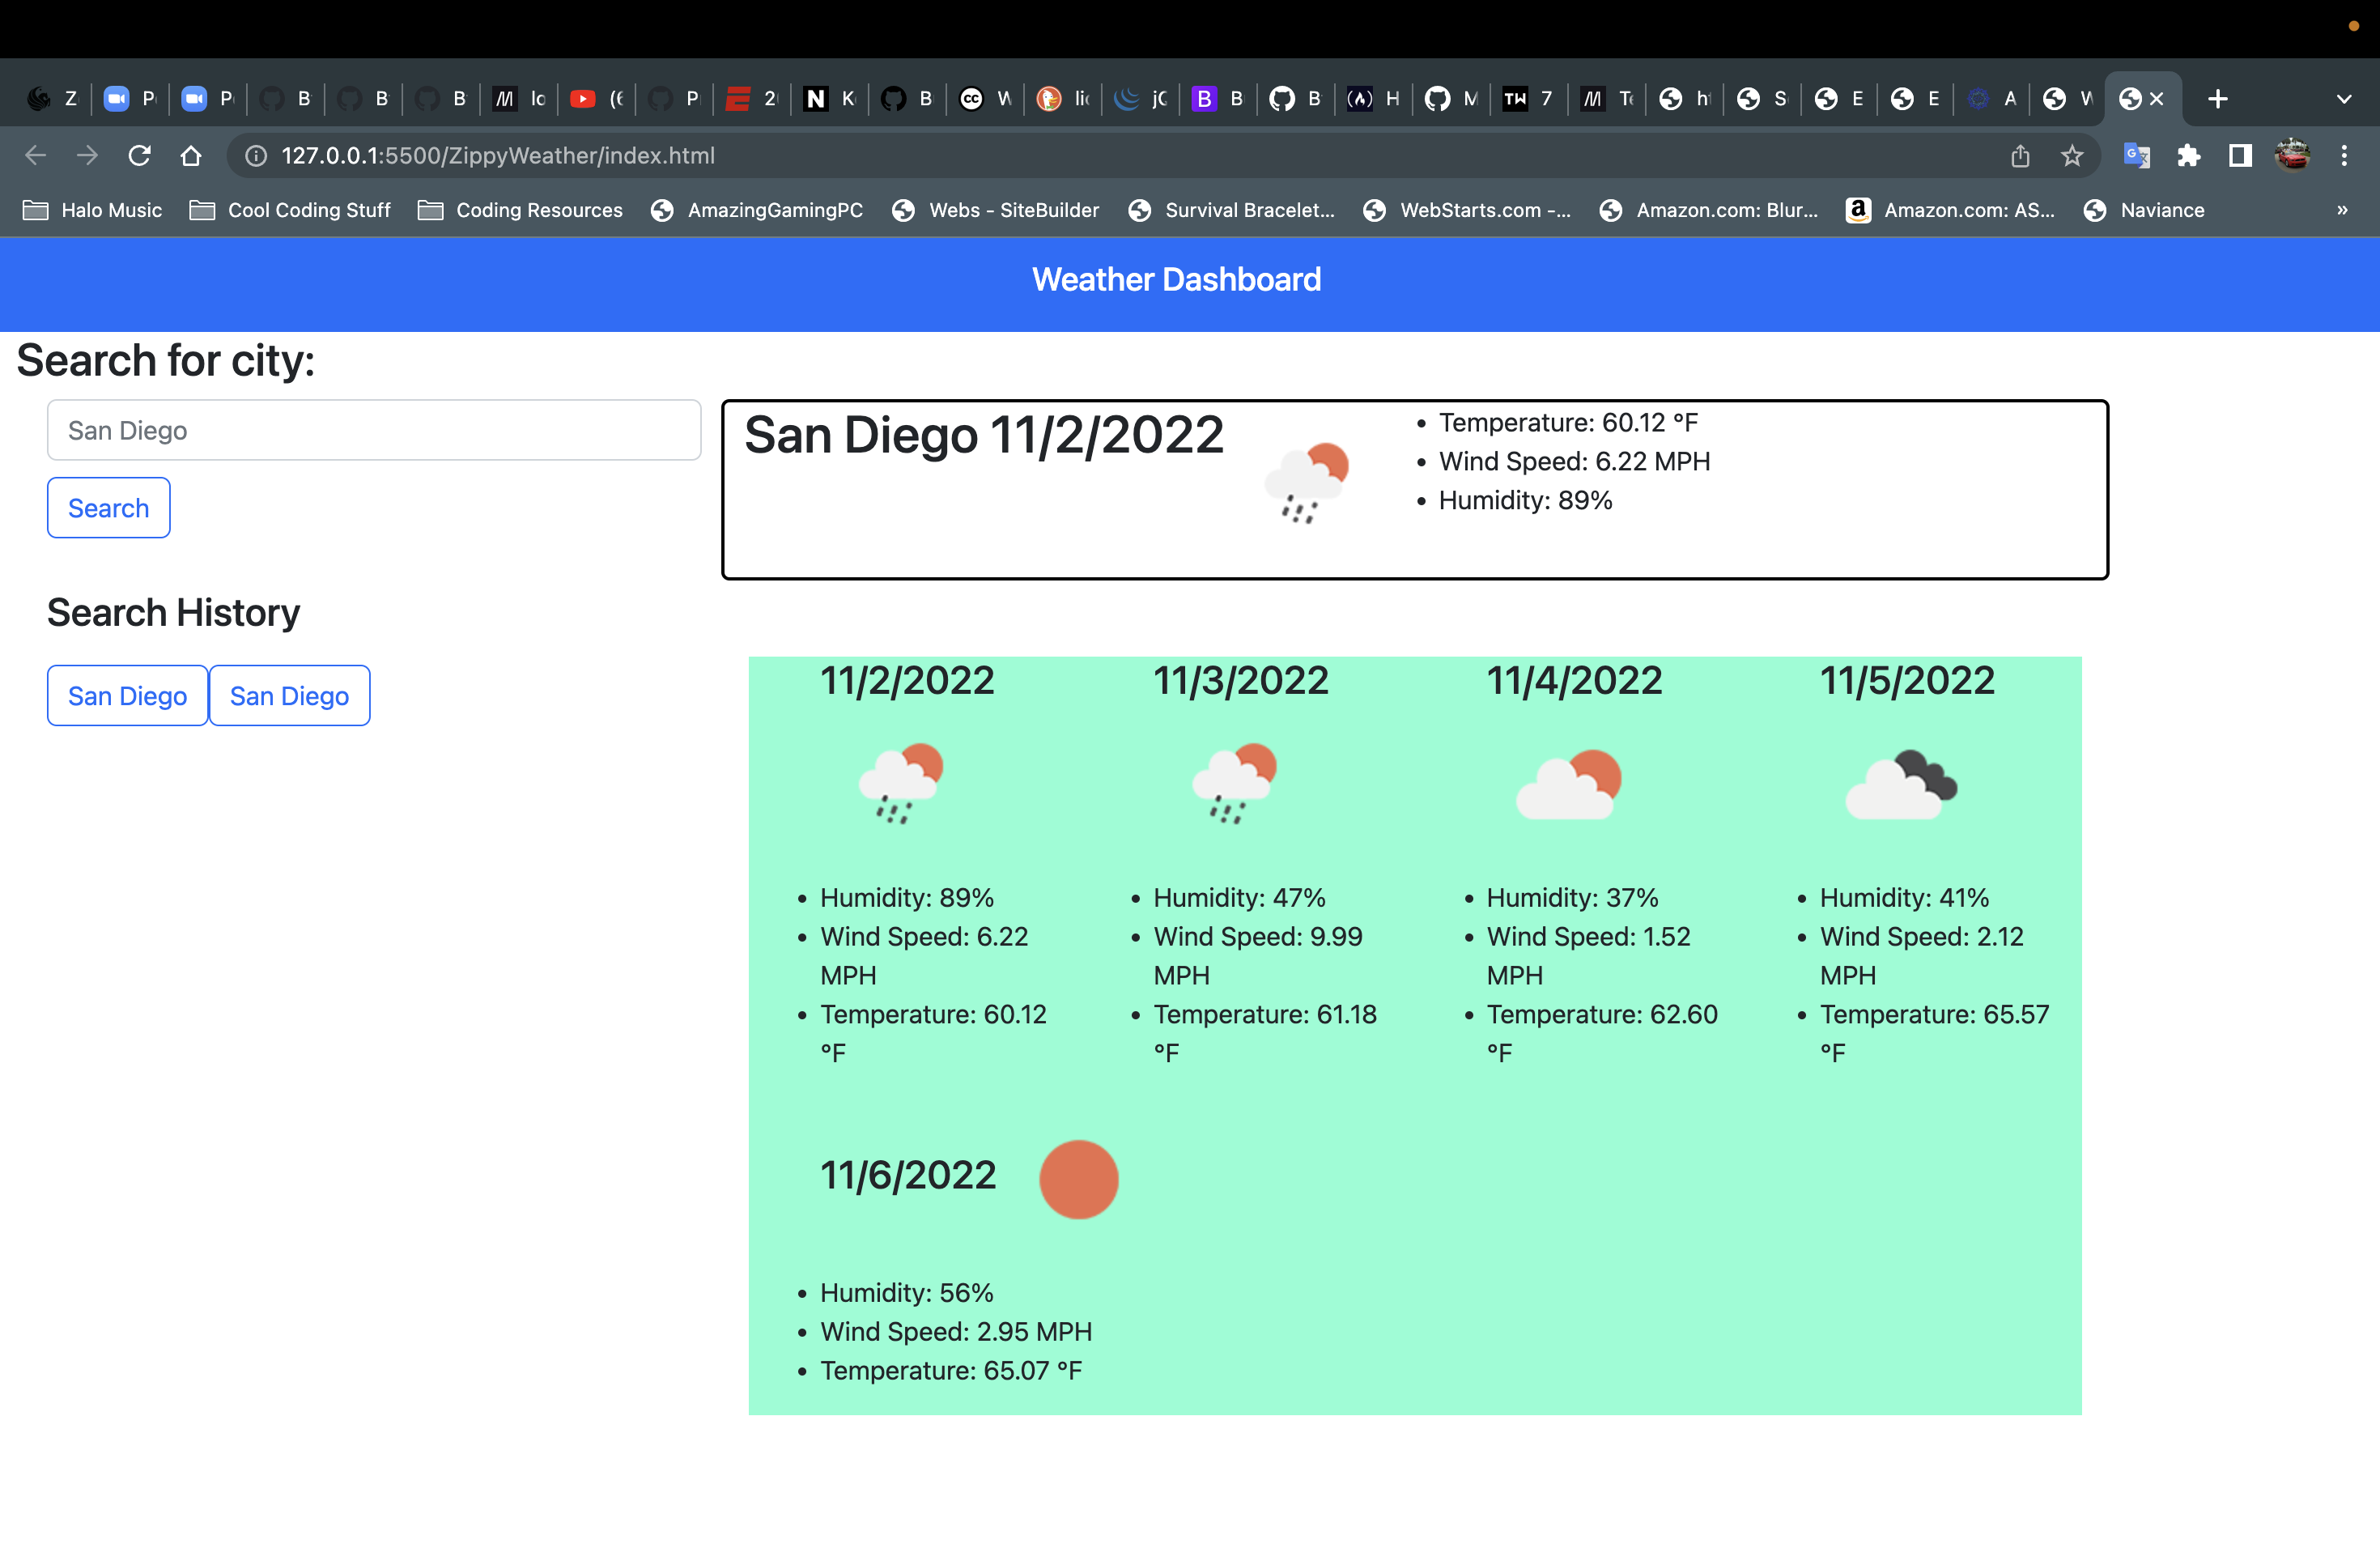 Z
P
P
B
B
B
P
2
K
B
W
B
B
H
M
7
S
E
E
A
W
127.0.0.1:5500/ZippyWeather/index.html
Halo Music
Cool Coding Stuff
Coding Resources
AmazingGamingPC
Webs - SiteBuilder
Survival Bracelet...
WebStarts.com -...
Amazon.com: Blur...
Amazon.com: AS...
Naviance
»
Weather Dashboard
Search for city:
San Diego
Search
Search History
San Diego
San Diego
San Diego 11/2/2022
Temperature: 60.12 °F
Wind Speed: 6.22 MPH
Humidity: 89%
11/2/2022
Humidity: 89%
Wind Speed: 6.22
MPH
Temperature: 60.12
°F
11/3/2022
Humidity: 47%
Wind Speed: 9.99
MPH
Temperature: 61.18
°F
11/4/2022
Humidity: 37%
Wind Speed: 1.52
MPH
Temperature: 62.60
°F
11/5/2022
Humidity: 41%
Wind Speed: 2.12
MPH
Temperature: 65.57
°F
11/6/2022
Humidity: 56%
Wind Speed: 2.95 MPH
Temperature: 65.07 °F